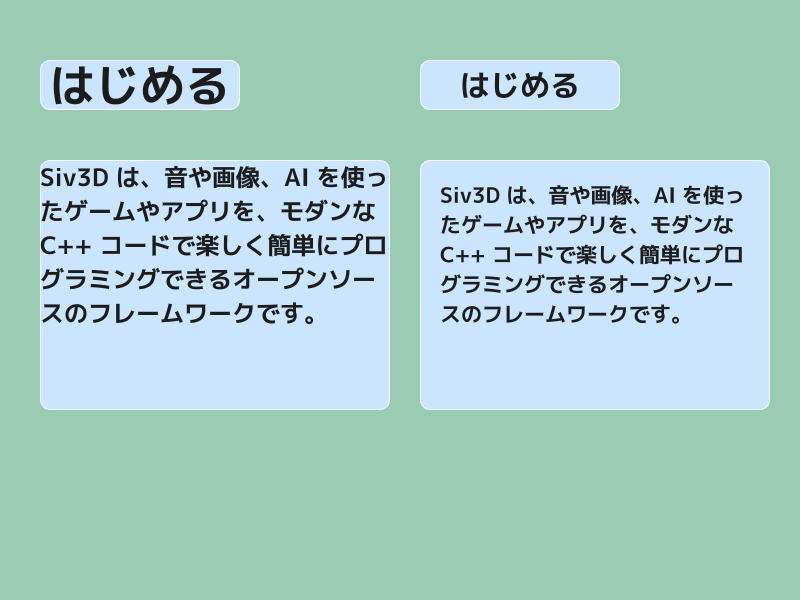 はじめる
はじめる
Siv3D は、音や画像、AI を使っ
たゲームやアプリを、モダンな
C++ コードで楽しく簡単にプロ
グラミングできるオープンソー
スのフレームワークです。
Siv3D は、音や画像、AI を使っ
たゲームやアプリを、モダンな
C++ コードで楽しく簡単にプロ
グラミングできるオープンソー
スのフレームワークです。